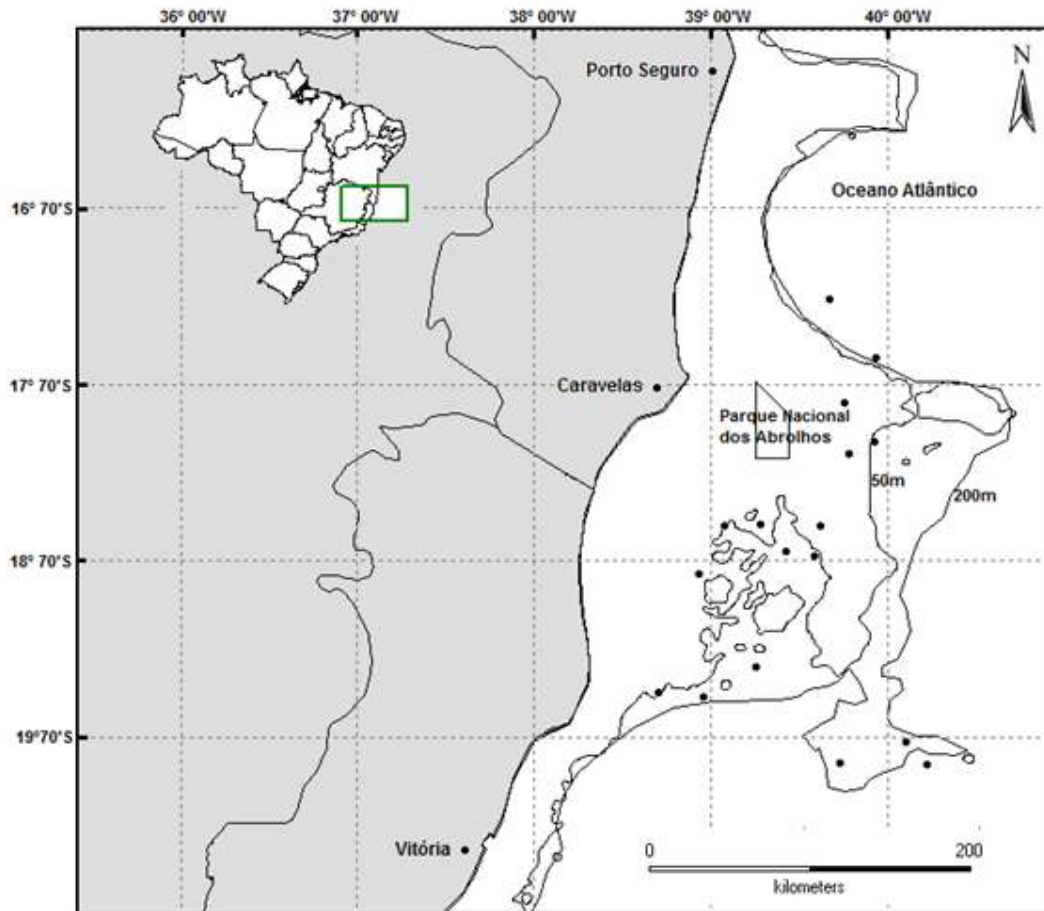 36° 00'W 37° 00'W 38° 00'W 39° 00'W 40° 00'W
Porto Seguro
N
Oceano Atlântico
16° 70'S
17° 70'S
Caravelas
Parque Nacional
dos Abrolhos
50m
200m
18° 70'S
19° 70'S
Vitória
0 200
kilometers